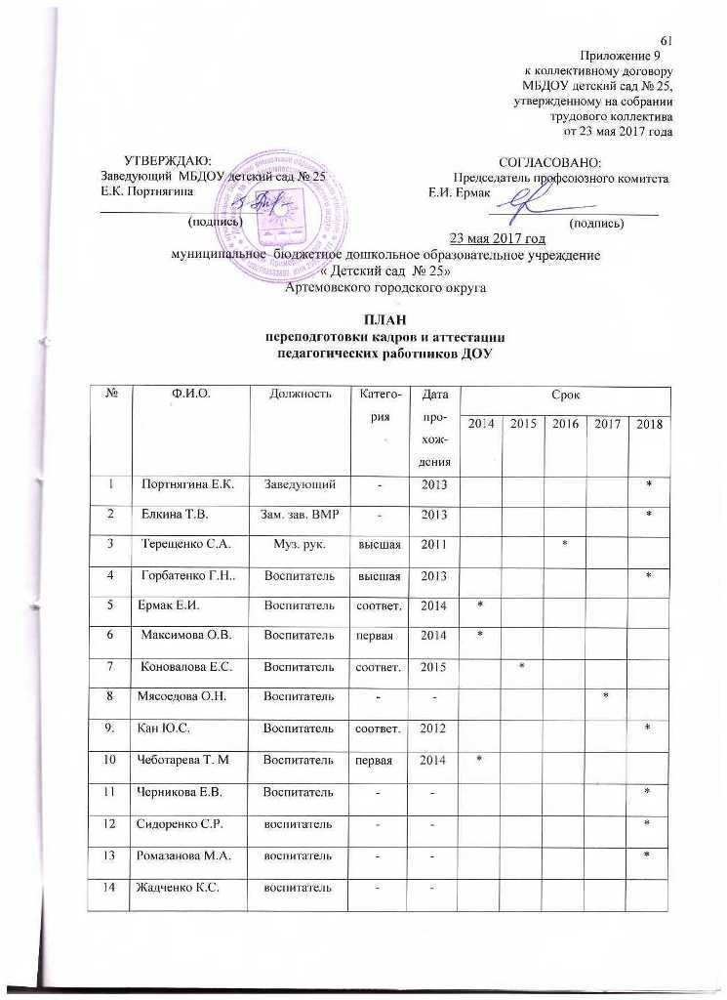 61
Приложение 9
к коллективному договору
МБДОУ детский сад № 25,
утвержденному на собрании
трудового коллектива
от 23 мая 2017 года
УТВЕРЖДАЮ: СОГЛАСОВАНО:
Заведующий МБДОУ детский сад № 25 Председатель профсоюзного комитета
Е.К. Портнягина Е.И. Ермак
(подпись) (подпись)
23 мая 2017 год
муниципальное бюджетное дошкольное образовательное учреждение
« Детский сад № 25»
Артемовского городского округа
ПЛАН
переподготовки кадров и аттестации
педагогических работников ДОУ
№ Ф.И.О. Должность Катего-рия Дата про-хож-дения Срок
2014 2015 2016 2017 2018
1 Портнягина Е.К. Заведующий - 2013 *
2 Елкина Т.В. Зам. зав. ВМР - 2013 *
3 Терещенко С.А. Муз. рук. высшая 2011 *
4 Горбатенко Г.Н.. Воспитатель высшая 2013 *
5 Ермак Е.И. Воспитатель соответ. 2014 *
6 Максимова О.В. Воспитатель первая 2014 *
7 Коновалова Е.С. Воспитатель соответ. 2015 *
8 Мясоедова О.Н. Воспитатель - - *
9. Кан Ю.С. Воспитатель соответ. 2012 *
10 Чеботарева Т. М Воспитатель первая 2014 *
11 Черникова Е.В. Воспитатель - - *
12 Сидоренко С.Р. воспитатель - - *
13 Ромазанова М.А. воспитатель - - *
14 Жадченко К.С. воспитатель - -